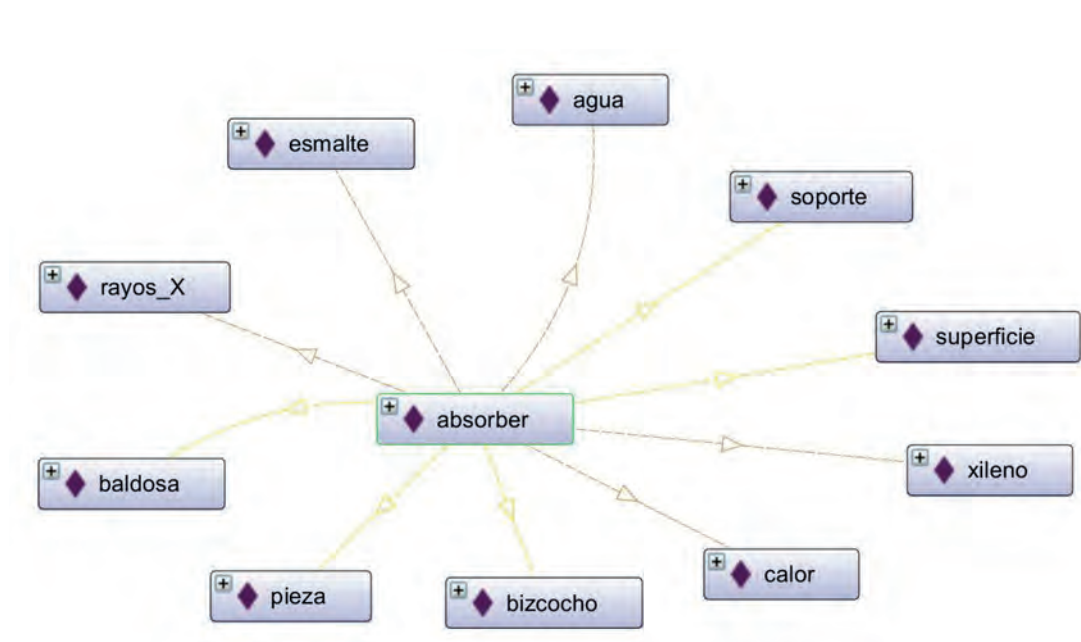 agua
esmalte
soporte
rayos_X
superficie
absorber
xileno
baldosa
calor
pieza
bizcocho